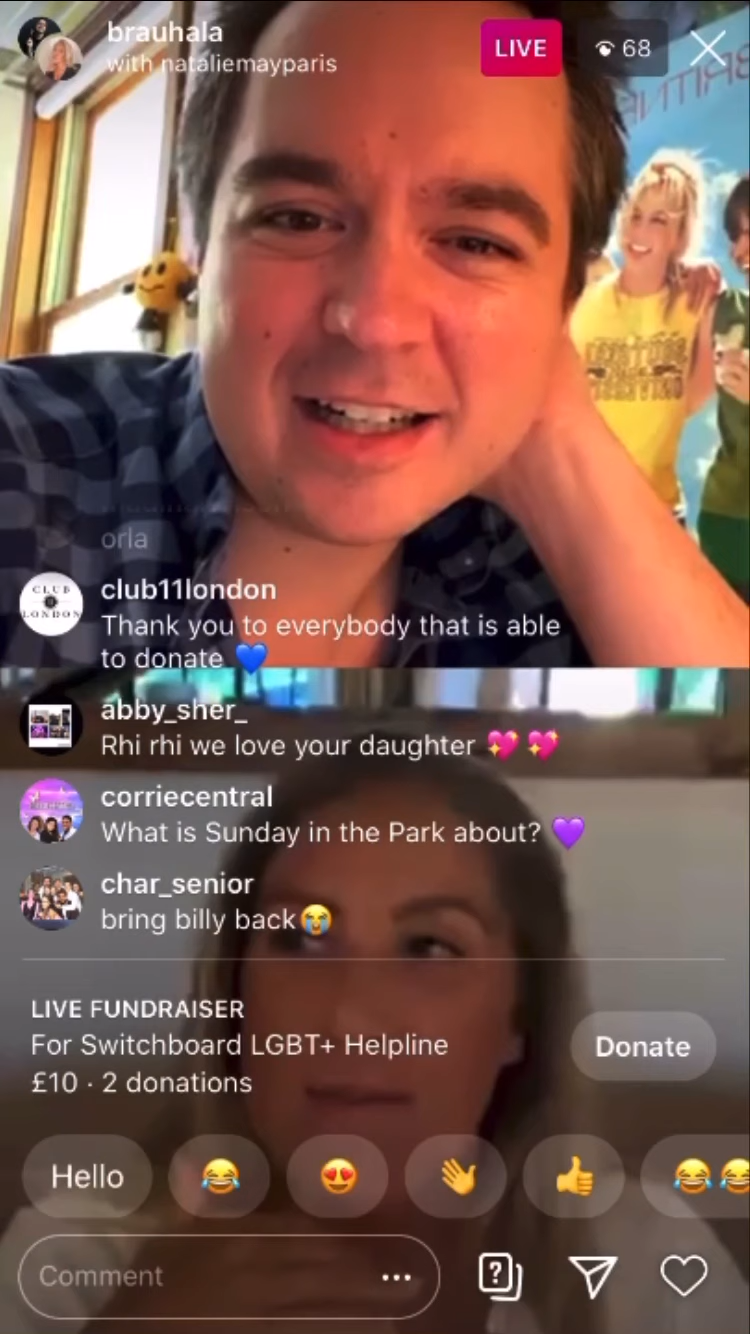 brauhala
with nataliemayparis
LIVE
68
orla
club11london
CLUB
LONDON
Thank you to everybody that is able
to donate 💙
abby_sher_
Rhi rhi we love your daughter 💖 💖
corriecentral
What is Sunday in the Park about? 💜
char_senior
bring billy back😭
LIVE FUNDRAISER
For Switchboard LGBT+ Helpline
£10 · 2 donations
Donate
Hello
😂
😍
👋
👍
😂😂
Comment